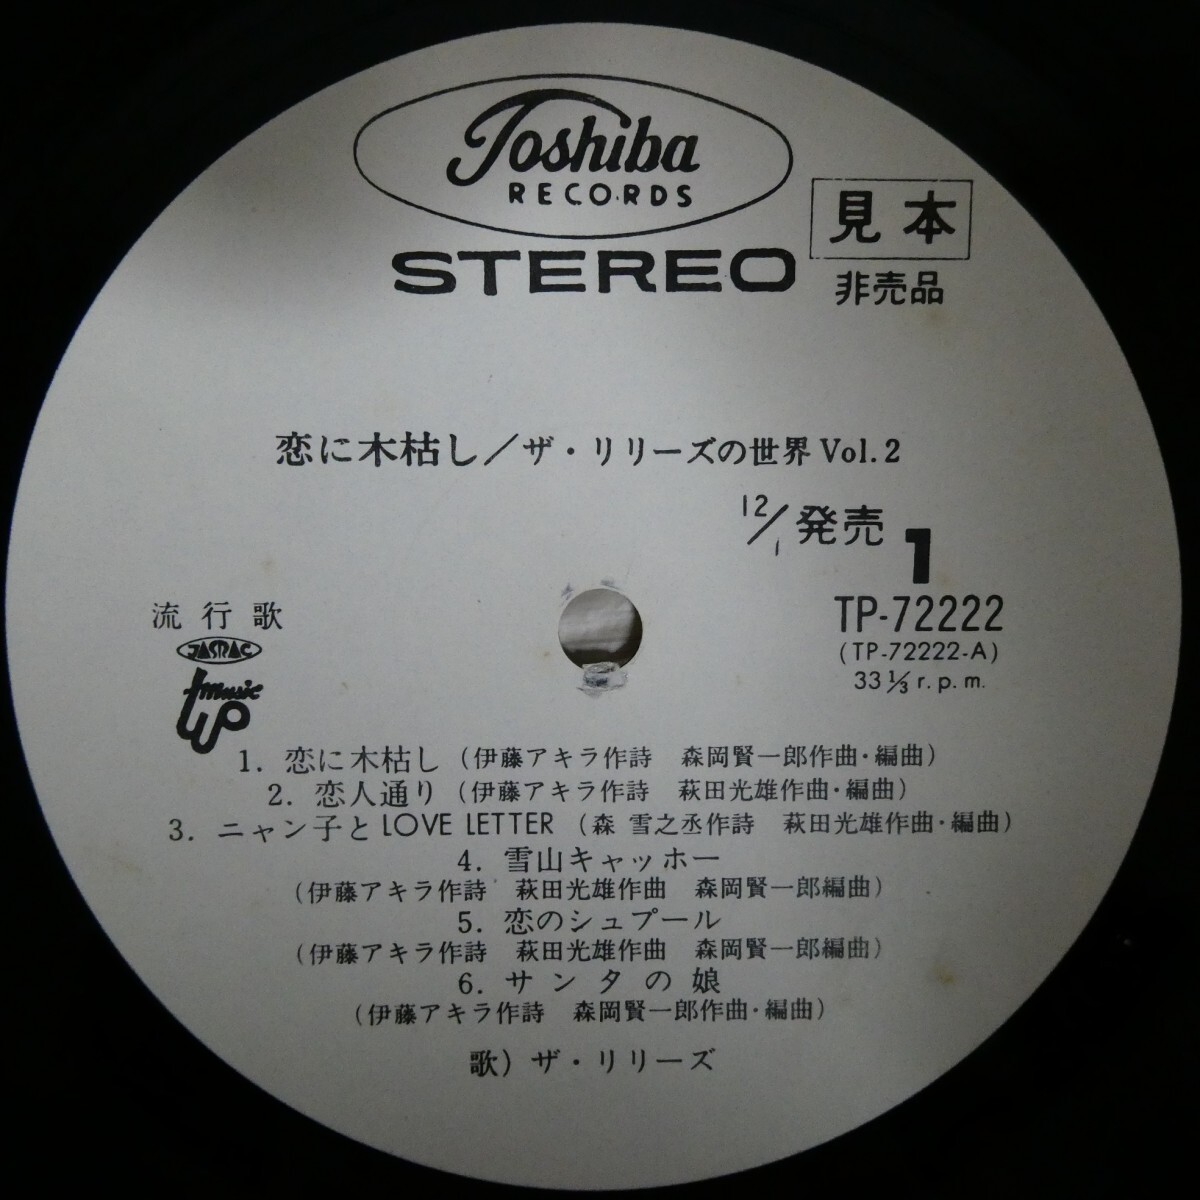 Toshiba
RECORDS
STEREO
見本
非売品
恋に木枯し／ザ・リリーズの世界 Vol.2
12/1 発売
1
流行歌
TP-72222
JASRAC
(TP-72222-A)
33 1/3 r.p.m.
music
up
1. 恋に木枯し (伊藤アキラ作詩 森岡賢一郎作曲・編曲)
2. 恋人通り (伊藤アキラ作詩 萩田光雄作曲・編曲)
3. ニャン子とLOVE LETTER (森 雪之丞作詩 萩田光雄作曲・編曲)
4. 雪山キャッホー
(伊藤アキラ作詩 萩田光雄作曲 森岡賢一郎編曲)
5. 恋のシュプール
(伊藤アキラ作詩 萩田光雄作曲 森岡賢一郎編曲)
6. サンタの娘
(伊藤アキラ作詩 森岡賢一郎作曲・編曲)
歌) ザ・リリーズ